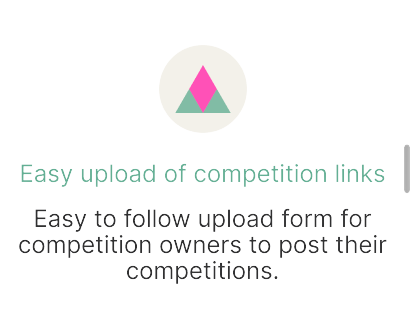 Easy upload of competition links
Easy to follow upload form for
competition owners to post their
competitions.